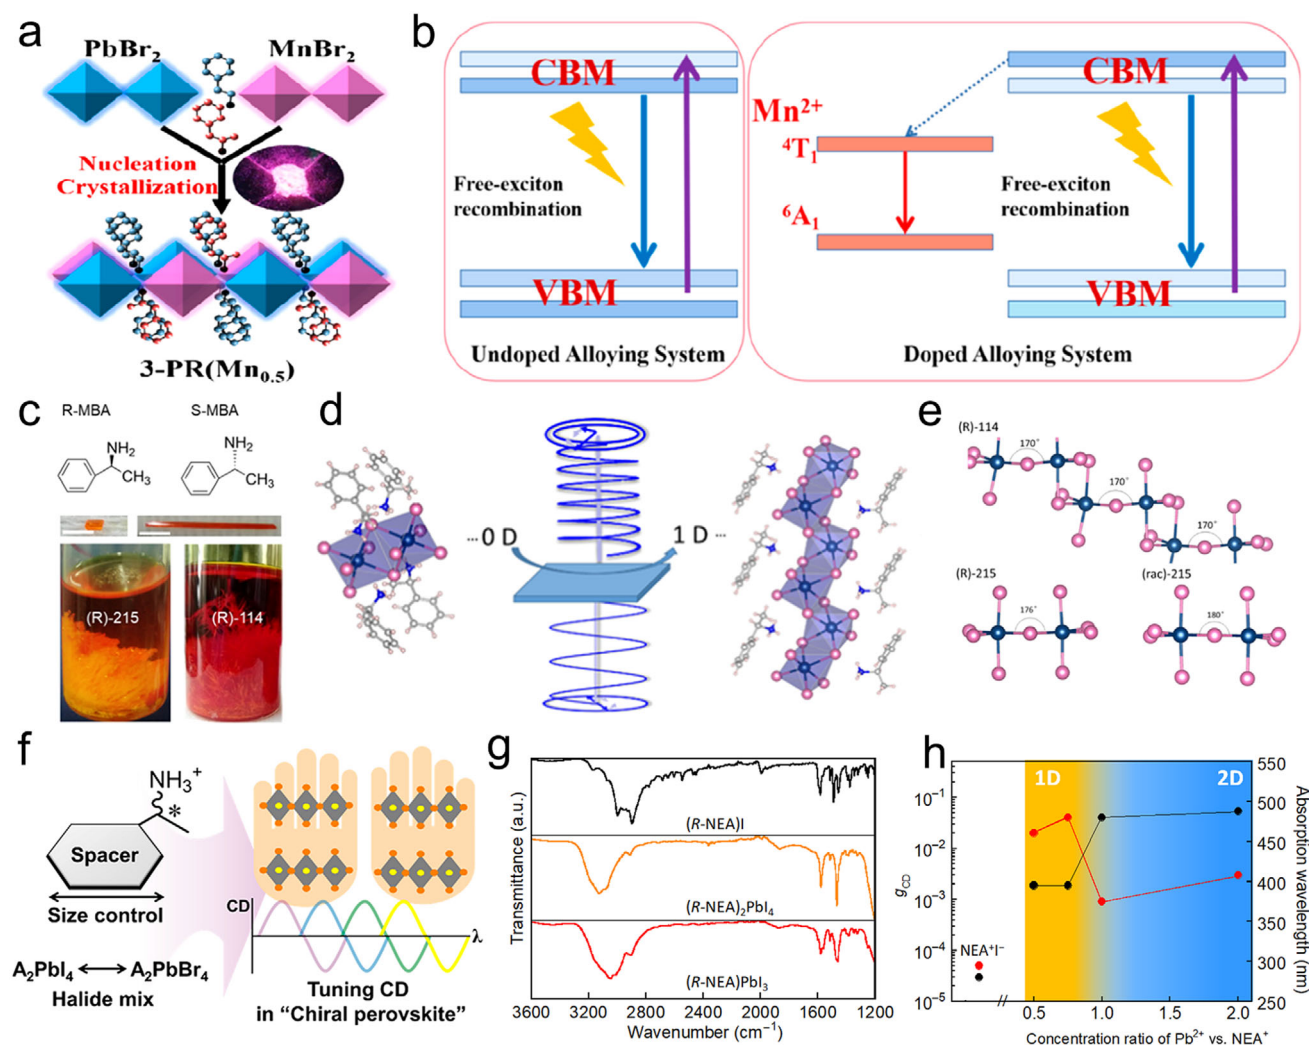 a
PbBr₂
MnBr₂
Nucleation
Crystallization
3-PR(Mn₀.₅)
b
CBM
Free-exciton
recombination
VBM
Undoped Alloying System
Mn²⁺
⁴T₁
⁶A₁
CBM
Free-exciton
recombination
VBM
Doped Alloying System
c
R-MBA
S-MBA
NH₂
CH₃
NH₂
CH₃
(R)-215
(R)-114
d
···0 D
1 D···
e
(R)-114
170°
170°
170°
(R)-215
176°
(rac)-215
180°
f
NH₃⁺
*
Spacer
Size control
A₂PbI₄ ⟷ A₂PbBr₄
Halide mix
CD
λ
Tuning CD
in “Chiral perovskite”
g
Transmittance (a.u.)
(R-NEA)I
(R-NEA)₂PbI₄
(R-NEA)PbI₃
3600 3200 2800 2400 2000 1600 1200
Wavenumber (cm⁻¹)
h
1D
2D
g_CD
10⁻¹
10⁻²
10⁻³
10⁻⁴
10⁻⁵
NEA⁺I⁻
550
500
450
400
350
300
250
Absorption wavelength (nm)
0.5 1.0 1.5 2.0
Concentration ratio of Pb²⁺ vs. NEA⁺